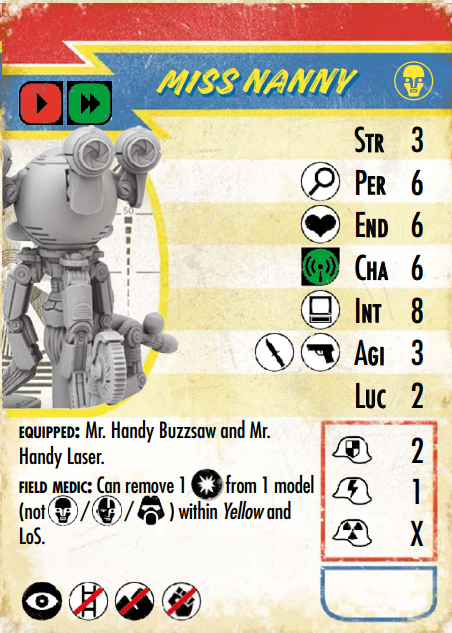 MISS NANNY
STR 3
PER 6
END 6
CHA 6
INT 8
AGI 3
LUC 2
50
EQUIPPED: Mr. Handy Buzzsaw and Mr.
Handy Laser.
FIELD MEDIC: Can remove 1 from 1 model
(not / / ) within Yellow and
LoS.
2
1
X